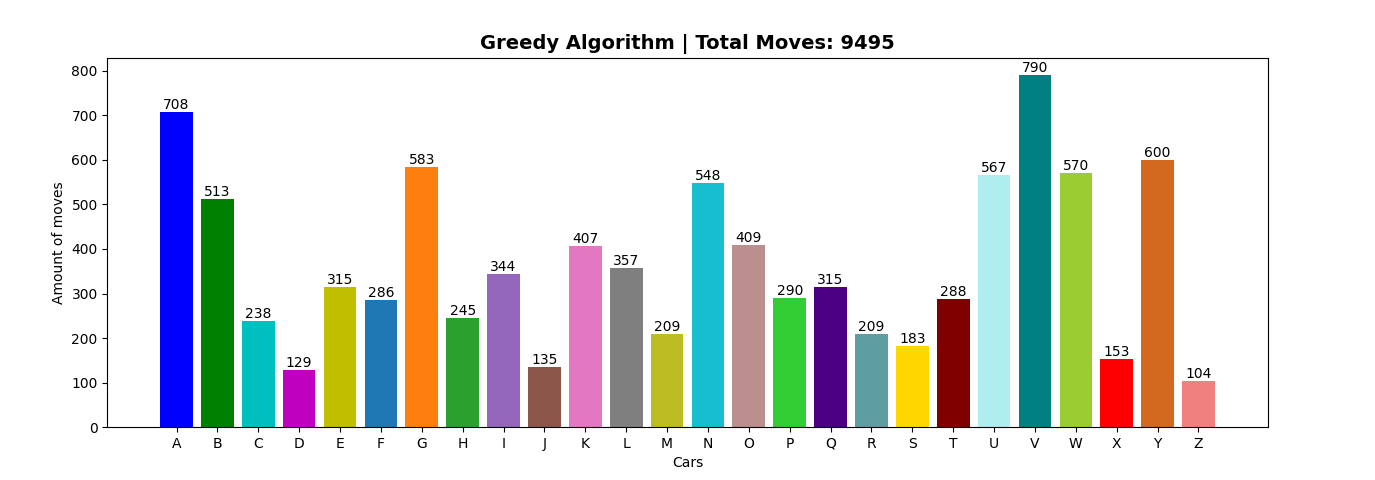 Greedy Algorithm | Total Moves: 9495
Amount of moves
800
700
600
500
400
300
200
100
0
708 513 238 129 315 286 583 245 344 135 407 357 209 548 409 290 315 209 183 288 567 790 570 153 600 104
A B C D E F G H I J K L M N O P Q R S T U V W X Y Z
Cars